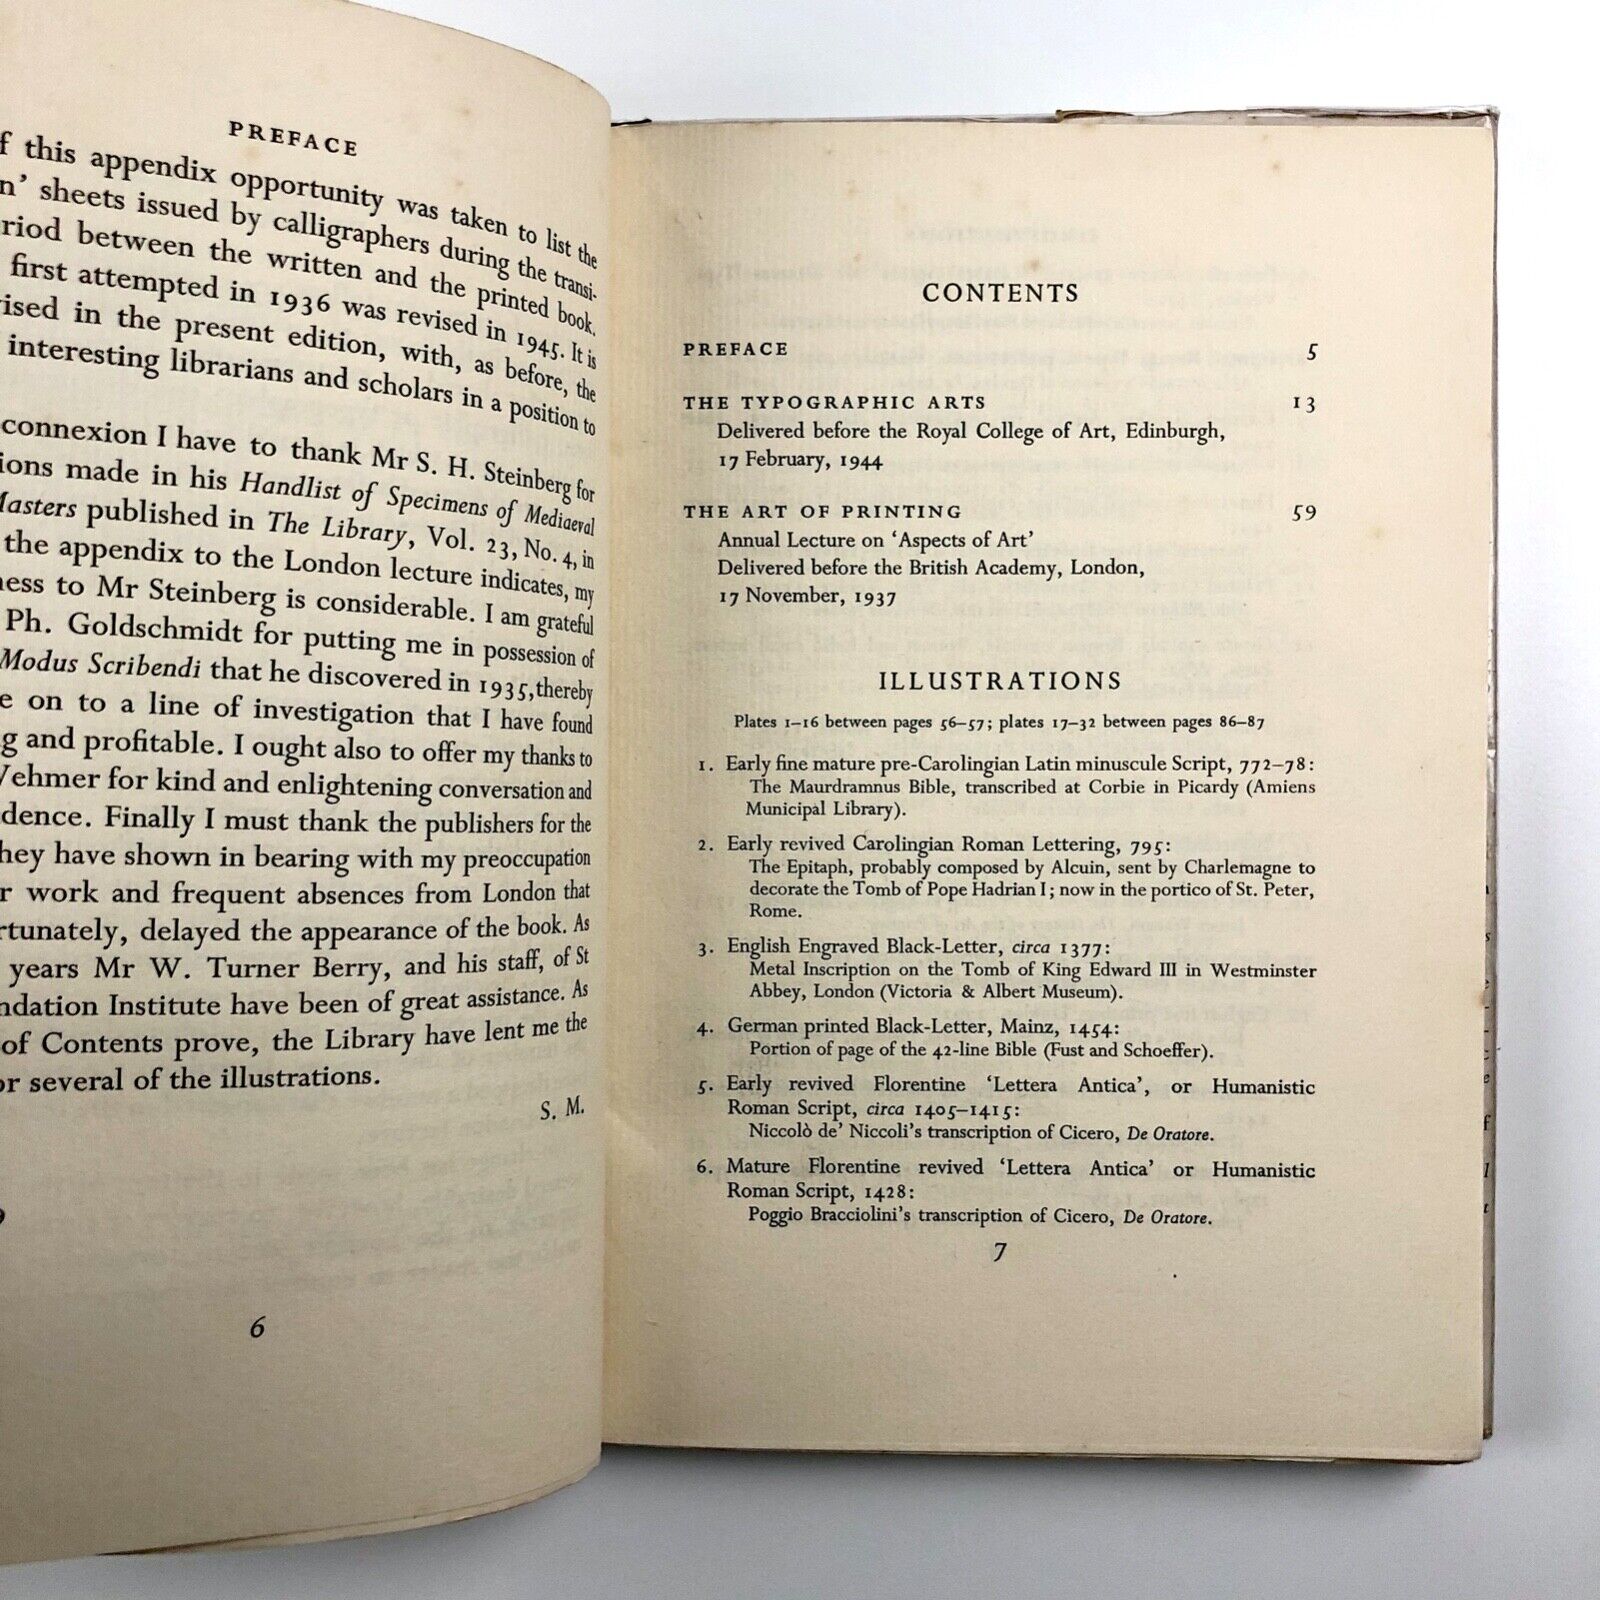 PREFACE
this appendix opportunity was taken to list the
sheets issued by calligraphers during the transi-
between the written and the printed book.
first attempted in 1936 was revised in 1945. It is
in the present edition, with, as before, the
interesting librarians and scholars in a position to
connexion I have to thank Mr S. H. Steinberg for
made in his Handlist of Specimens of Mediaeval
Masters published in The Library, Vol. 23, No. 4, in
the appendix to the London lecture indicates, my
to Mr Steinberg is considerable. I am grateful
Ph. Goldschmidt for putting me in possession of
Modus Scribendi that he discovered in 1935, thereby
on to a line of investigation that I have found
and profitable. I ought also to offer my thanks to
Wehmer for kind and enlightening conversation and
dence. Finally I must thank the publishers for the
they have shown in bearing with my preoccupation
work and frequent absences from London that
rtunately, delayed the appearance of the book. As
years Mr W. Turner Berry, and his staff, of St
ndation Institute have been of great assistance. As
of Contents prove, the Library have lent me the
or several of the illustrations.
S. M.
6
CONTENTS
PREFACE 5
THE TYPOGRAPHIC ARTS 13
Delivered before the Royal College of Art, Edinburgh,
17 February, 1944
THE ART OF PRINTING 59
Annual Lecture on ‘Aspects of Art’
Delivered before the British Academy, London,
17 November, 1937
ILLUSTRATIONS
Plates 1–16 between pages 56–57; plates 17–32 between pages 86–87
1. Early fine mature pre-Carolingian Latin minuscule Script, 772–78:
The Maurdramnus Bible, transcribed at Corbie in Picardy (Amiens
Municipal Library).
2. Early revived Carolingian Roman Lettering, 795:
The Epitaph, probably composed by Alcuin, sent by Charlemagne to
decorate the Tomb of Pope Hadrian I; now in the portico of St. Peter,
Rome.
3. English Engraved Black-Letter, circa 1377:
Metal Inscription on the Tomb of King Edward III in Westminster
Abbey, London (Victoria & Albert Museum).
4. German printed Black-Letter, Mainz, 1454:
Portion of page of the 42-line Bible (Fust and Schoeffer).
5. Early revived Florentine ‘Lettera Antica’, or Humanistic
Roman Script, circa 1405–1415:
Niccolò de’ Niccoli’s transcription of Cicero, De Oratore.
6. Mature Florentine revived ‘Lettera Antica’ or Humanistic
Roman Script, 1428:
Poggio Bracciolini’s transcription of Cicero, De Oratore.
7